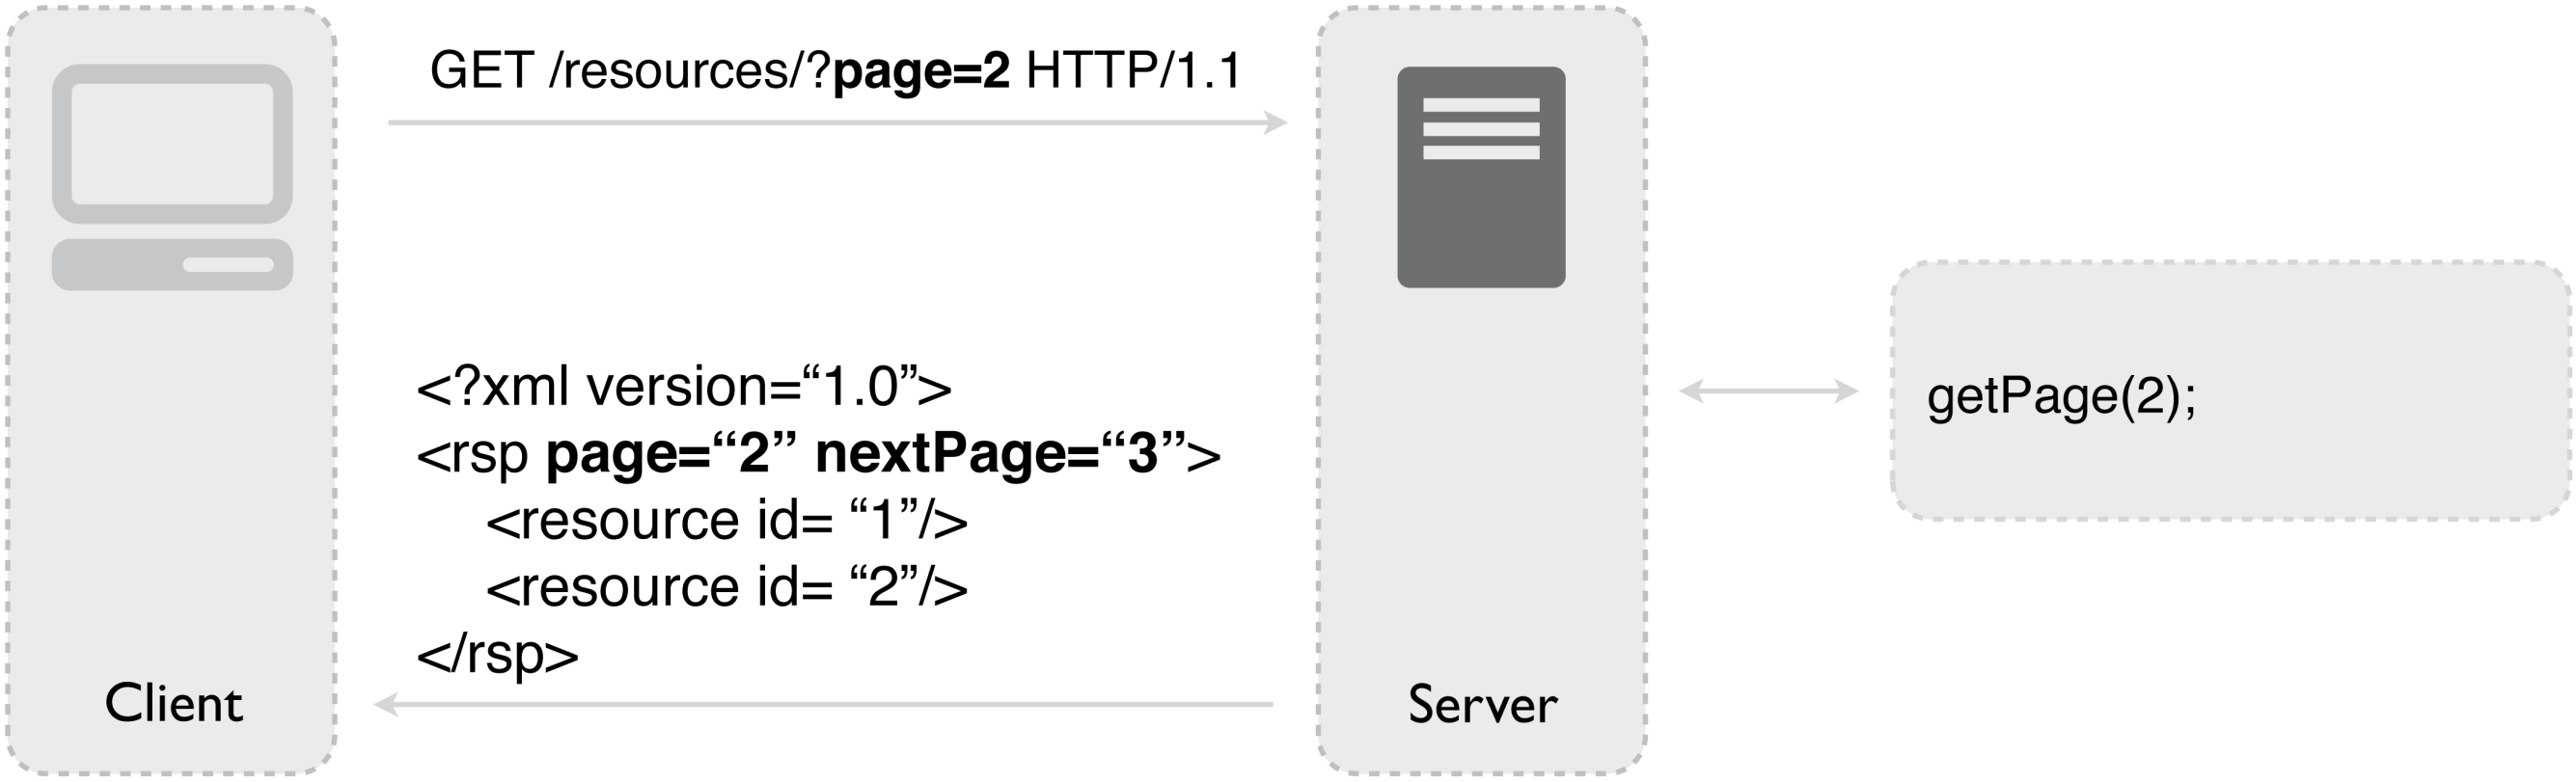 GET /resources/?page=2 HTTP/1.1
<?xml version=“1.0”>
<rsp page=“2” nextPage=“3”>
<resource id= “1”/>
<resource id= “2”/>
</rsp>
getPage(2);
Client
Server